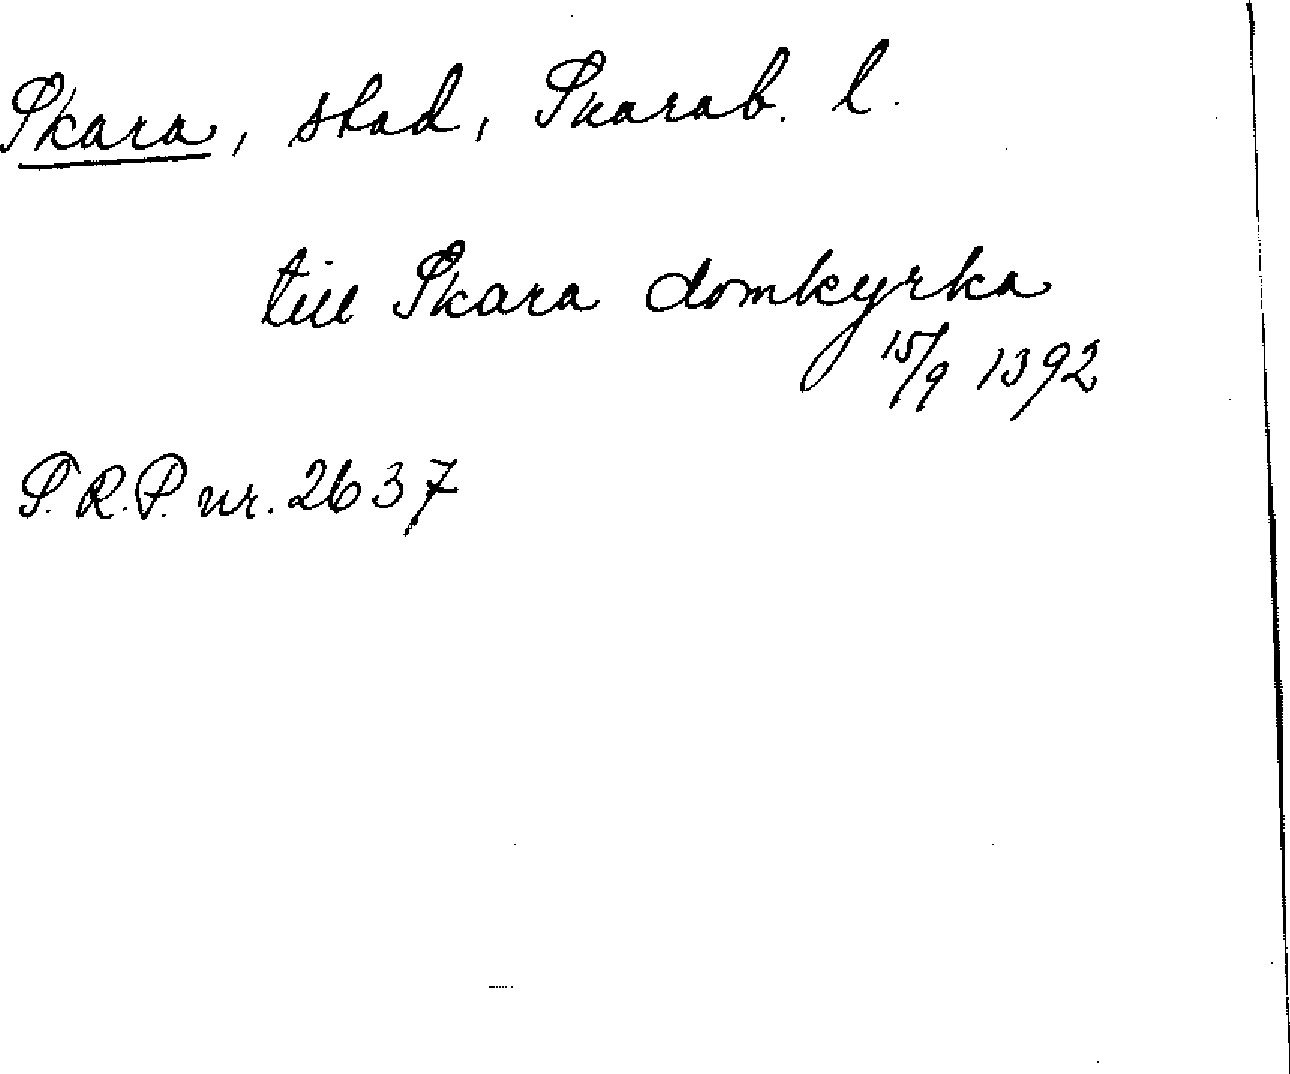 Skara, stad, Skarab. l.
till Skara domkyrka
15/9 1392
S.R.P. nr. 2637